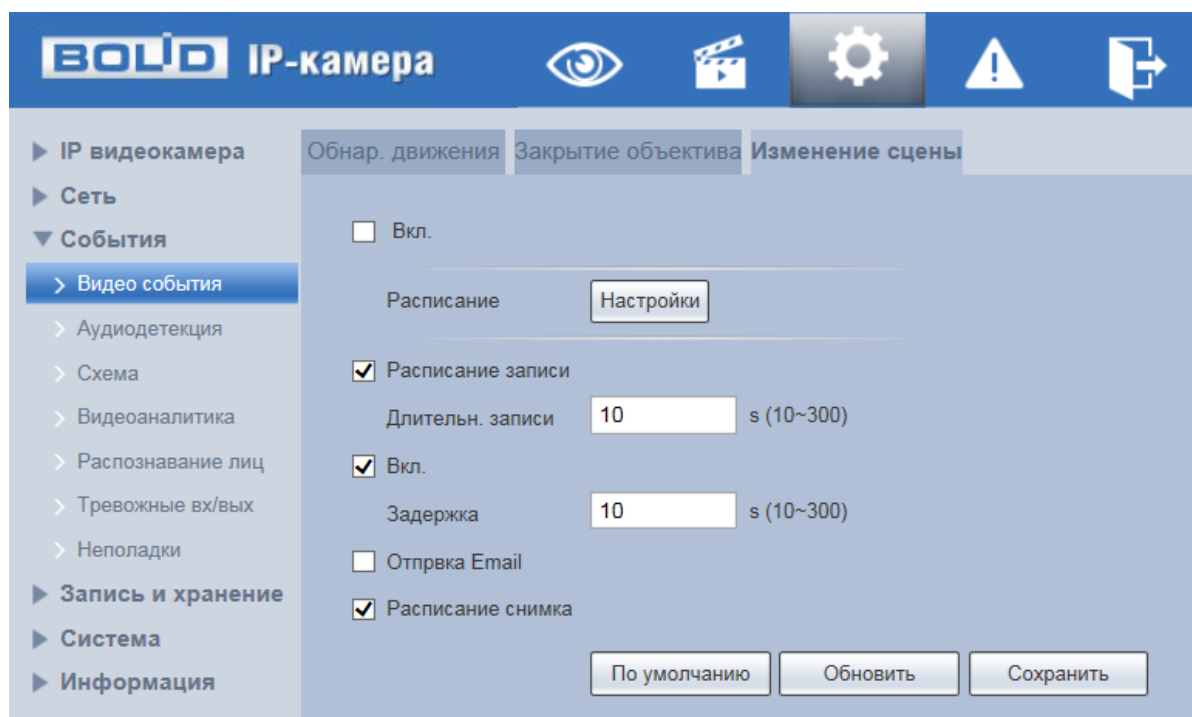 BOLID IP-камера
IP видеокамера
Сеть
События
Видео события
Аудиодетекция
Схема
Видеоаналитика
Распознавание лиц
Тревожные вх/вых
Неполадки
Запись и хранение
Система
Информация
Обнар. движения Закрытие объектива Изменение сцены
Вкл.
Расписание Настройки
Расписание записи
Длительн. записи 10 s (10~300)
Вкл.
Задержка 10 s (10~300)
Отпрвка Email
Расписание снимка
По умолчанию Обновить Сохранить